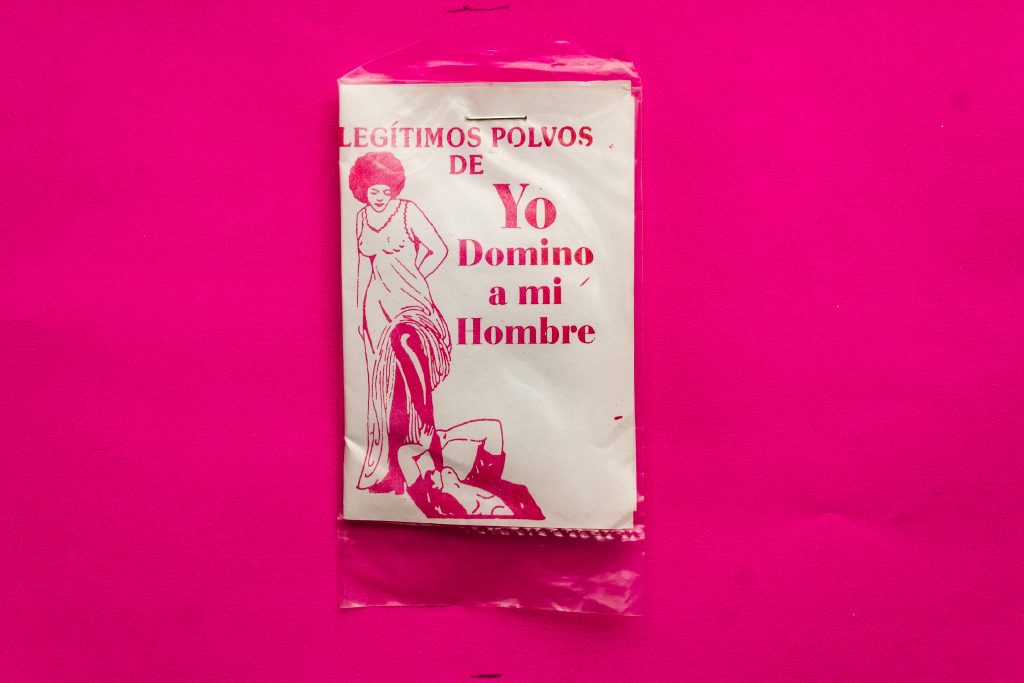 LEGÍTIMOS POLVOS
DE
Yo
Domino
a mi
Hombre